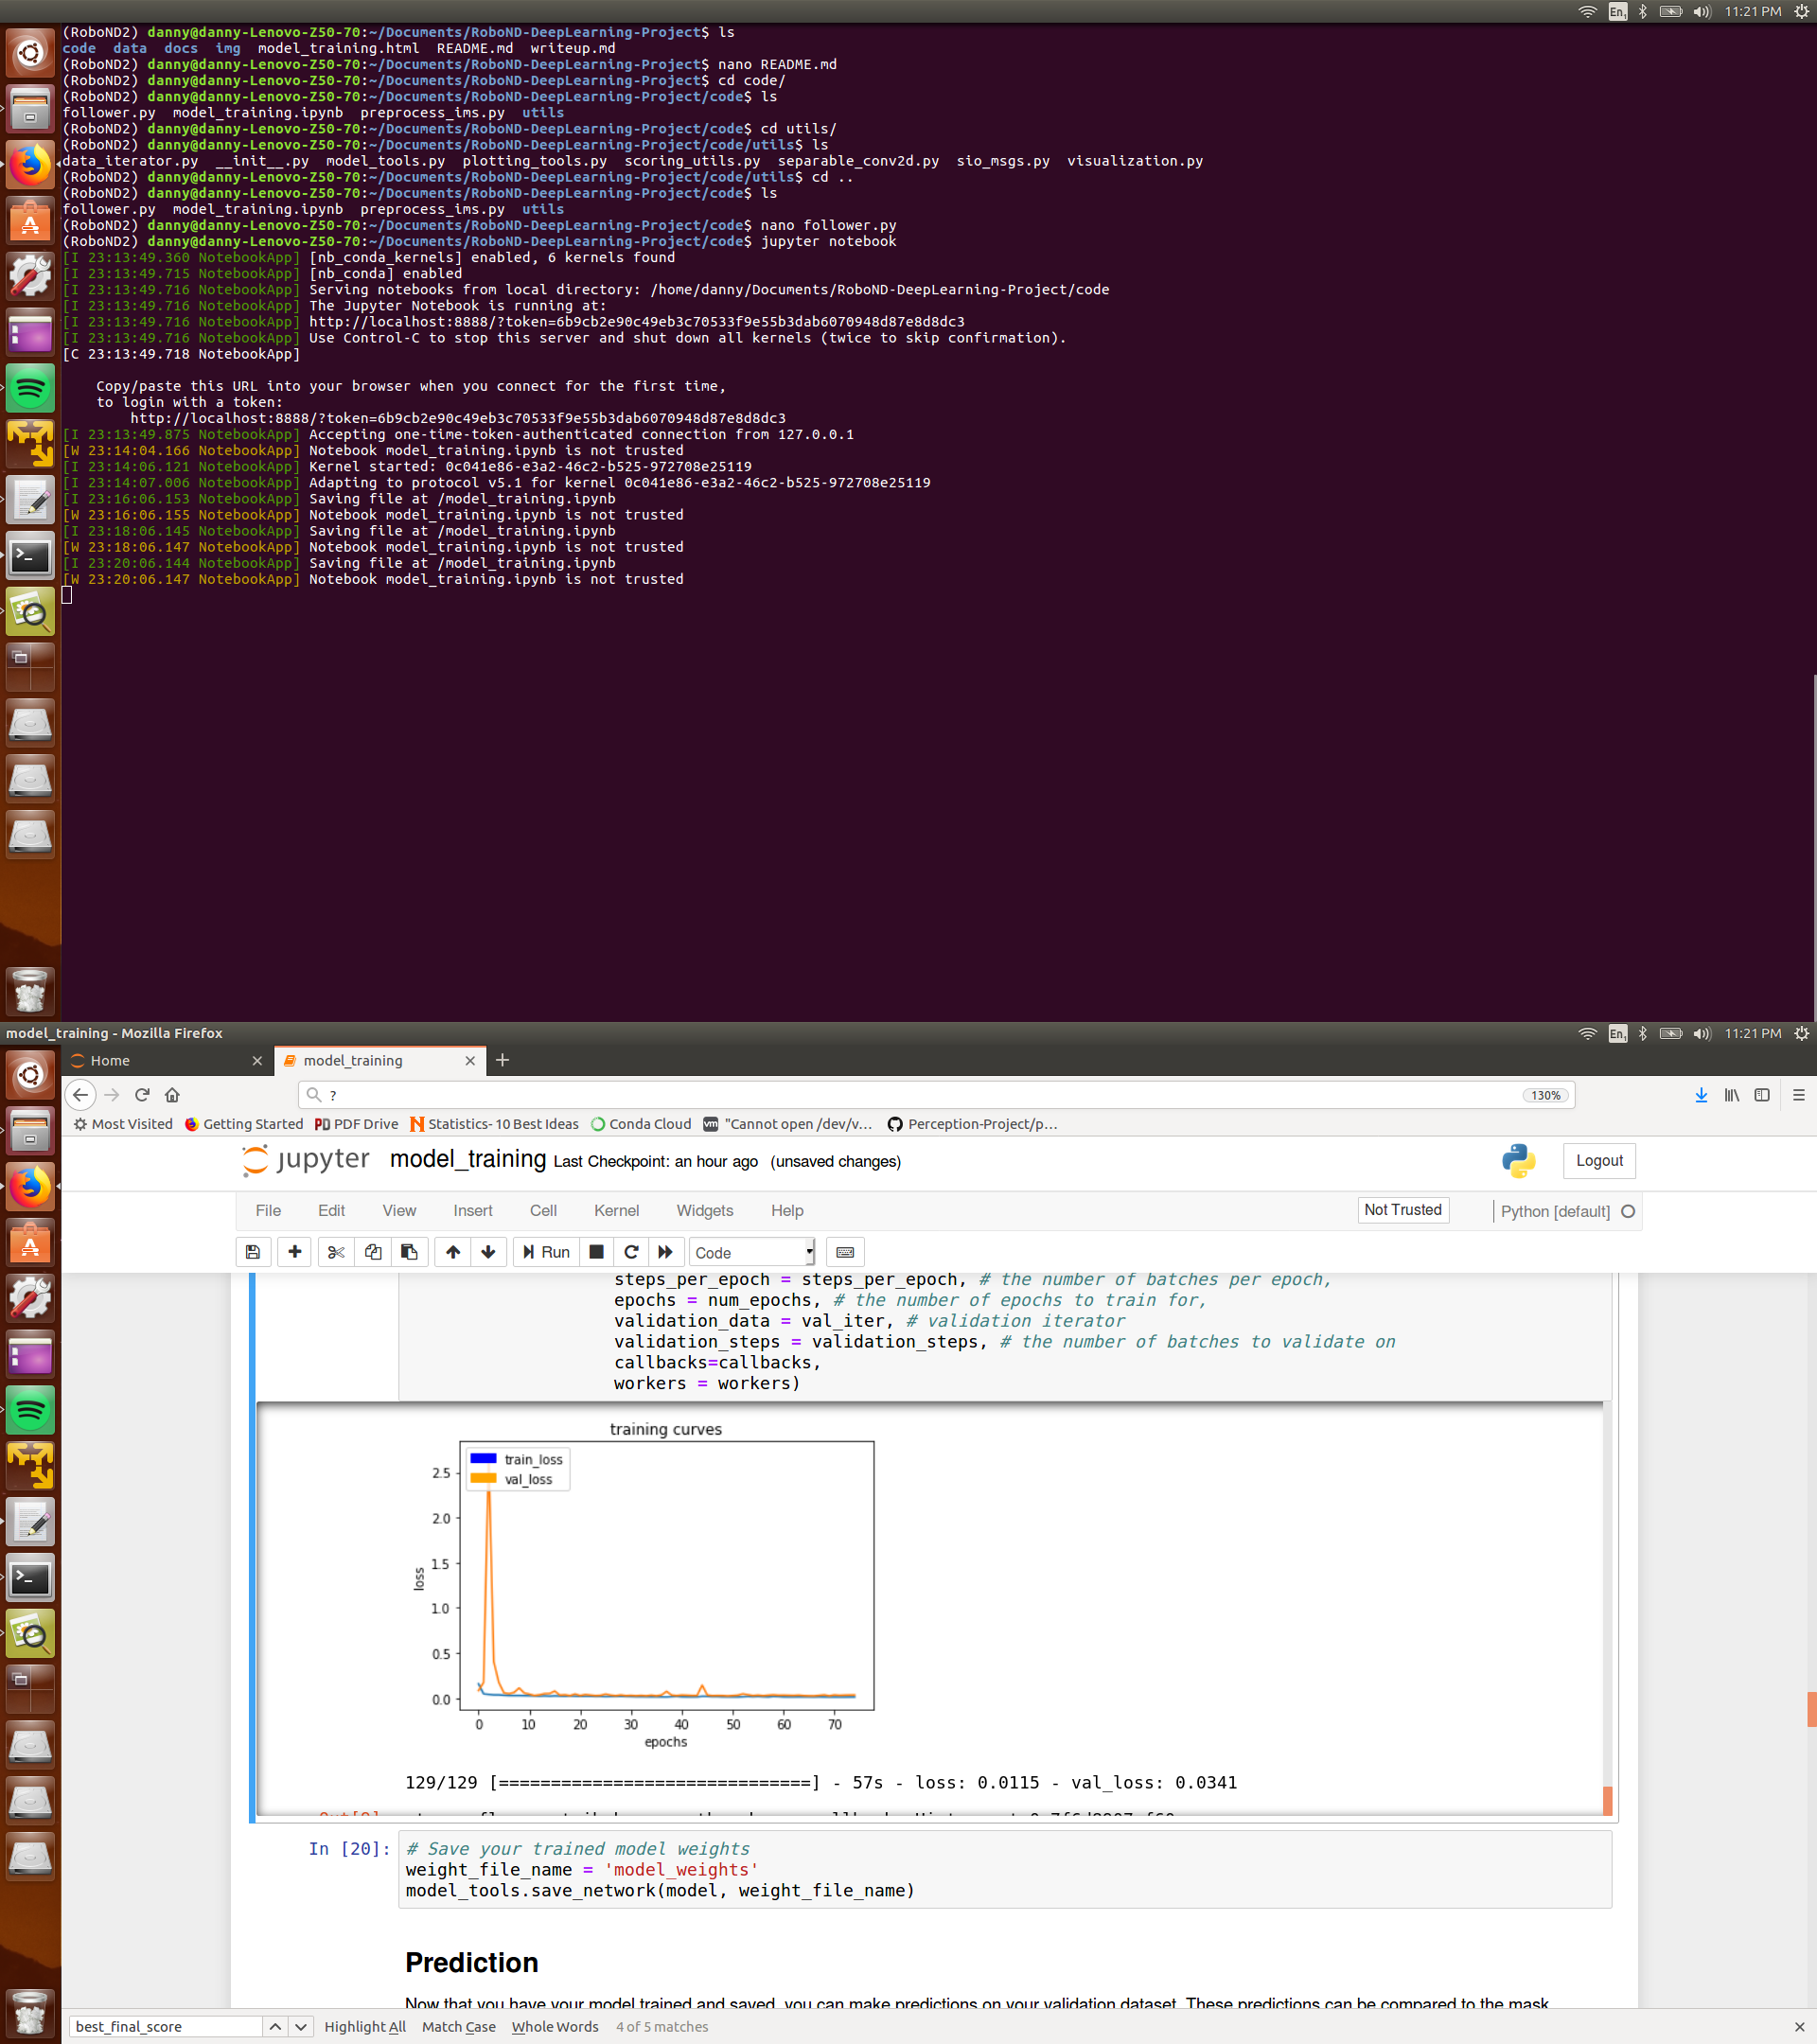 11:21 PM
En1
(RoboND2) danny@danny-Lenovo-Z50-70:~/Documents/RoboND-DeepLearning-Project$ ls
code data docs img model_training.html README.md writeup.md
(RoboND2) danny@danny-Lenovo-Z50-70:~/Documents/RoboND-DeepLearning-Project$ nano README.md
(RoboND2) danny@danny-Lenovo-Z50-70:~/Documents/RoboND-DeepLearning-Project$ cd code/
(RoboND2) danny@danny-Lenovo-Z50-70:~/Documents/RoboND-DeepLearning-Project/code$ ls
follower.py model_training.ipynb preprocess_ims.py utils
(RoboND2) danny@danny-Lenovo-Z50-70:~/Documents/RoboND-DeepLearning-Project/code$ cd utils/
(RoboND2) danny@danny-Lenovo-Z50-70:~/Documents/RoboND-DeepLearning-Project/code/utils$ ls
data_iterator.py __init__.py model_tools.py plotting_tools.py scoring_utils.py separable_conv2d.py sio_msgs.py visualization.py
(RoboND2) danny@danny-Lenovo-Z50-70:~/Documents/RoboND-DeepLearning-Project/code/utils$ cd ..
(RoboND2) danny@danny-Lenovo-Z50-70:~/Documents/RoboND-DeepLearning-Project/code$ ls
follower.py model_training.ipynb preprocess_ims.py utils
(RoboND2) danny@danny-Lenovo-Z50-70:~/Documents/RoboND-DeepLearning-Project/code$ nano follower.py
(RoboND2) danny@danny-Lenovo-Z50-70:~/Documents/RoboND-DeepLearning-Project/code$ jupyter notebook
[I 23:13:49.360 NotebookApp] [nb_conda_kernels] enabled, 6 kernels found
[I 23:13:49.715 NotebookApp] [nb_conda] enabled
[I 23:13:49.716 NotebookApp] Serving notebooks from local directory: /home/danny/Documents/RoboND-DeepLearning-Project/code
[I 23:13:49.716 NotebookApp] The Jupyter Notebook is running at:
[I 23:13:49.716 NotebookApp] http://localhost:8888/?token=6b9cb2e90c49eb3c70533f9e55b3dab6070948d87e8d8dc3
[I 23:13:49.716 NotebookApp] Use Control-C to stop this server and shut down all kernels (twice to skip confirmation).
[C 23:13:49.718 NotebookApp]
Copy/paste this URL into your browser when you connect for the first time,
to login with a token:
http://localhost:8888/?token=6b9cb2e90c49eb3c70533f9e55b3dab6070948d87e8d8dc3
[I 23:13:49.875 NotebookApp] Accepting one-time-token-authenticated connection from 127.0.0.1
[W 23:14:04.166 NotebookApp] Notebook model_training.ipynb is not trusted
[I 23:14:06.121 NotebookApp] Kernel started: 0c041e86-e3a2-46c2-b525-972708e25119
[I 23:14:07.006 NotebookApp] Adapting to protocol v5.1 for kernel 0c041e86-e3a2-46c2-b525-972708e25119
[I 23:16:06.153 NotebookApp] Saving file at /model_training.ipynb
[W 23:16:06.155 NotebookApp] Notebook model_training.ipynb is not trusted
[I 23:18:06.145 NotebookApp] Saving file at /model_training.ipynb
[W 23:18:06.147 NotebookApp] Notebook model_training.ipynb is not trusted
[I 23:20:06.144 NotebookApp] Saving file at /model_training.ipynb
[W 23:20:06.147 NotebookApp] Notebook model_training.ipynb is not trusted
model_training - Mozilla Firefox
En1
11:21 PM
Home
model_training
?
130%
Most Visited Getting Started PDF Drive Statistics- 10 Best Ideas Conda Cloud "Cannot open /dev/v... Perception-Project/p...
jupyter model_training Last Checkpoint: an hour ago (unsaved changes)
Logout
File Edit View Insert Cell Kernel Widgets Help
Not Trusted
Python [default]
Run
Code
steps_per_epoch = steps_per_epoch, # the number of batches per epoch,
epochs = num_epochs, # the number of epochs to train for,
validation_data = val_iter, # validation iterator
validation_steps = validation_steps, # the number of batches to validate on
callbacks=callbacks,
workers = workers)
training curves
train_loss
val_loss
2.5
2.0
1.5
1.0
0.5
0.0
loss
0 10 20 30 40 50 60 70
epochs
129/129 [==============================] - 57s - loss: 0.0115 - val_loss: 0.0341
In [20]:
# Save your trained model weights
weight_file_name = 'model_weights'
model_tools.save_network(model, weight_file_name)
Prediction
Now that you have your model trained and saved, you can make predictions on your validation dataset. These predictions can be compared to the mask
best_final_score
Highlight All Match Case Whole Words 4 of 5 matches